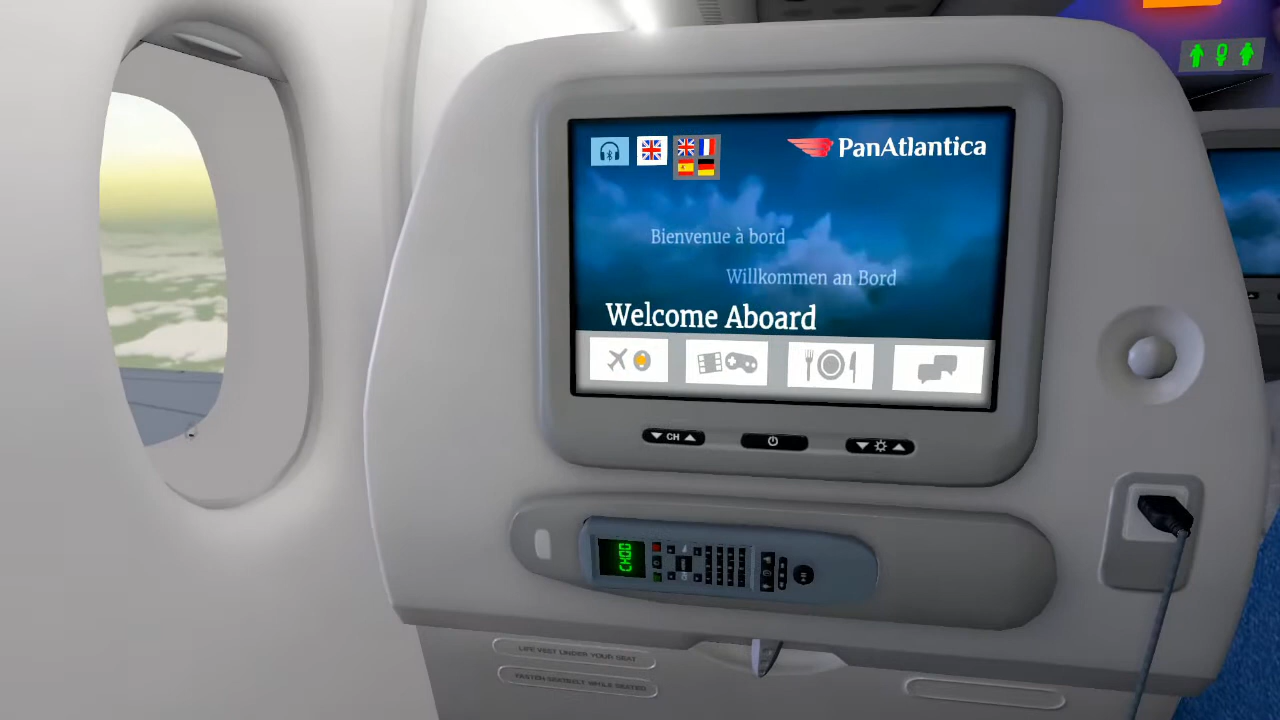 PanAtlantica
Bienvenue à bord
Willkommen an Bord
Welcome Aboard
CH
CH00
LIFE VEST UNDER YOUR SEAT
FASTEN SEATBELT WHILE SEATED